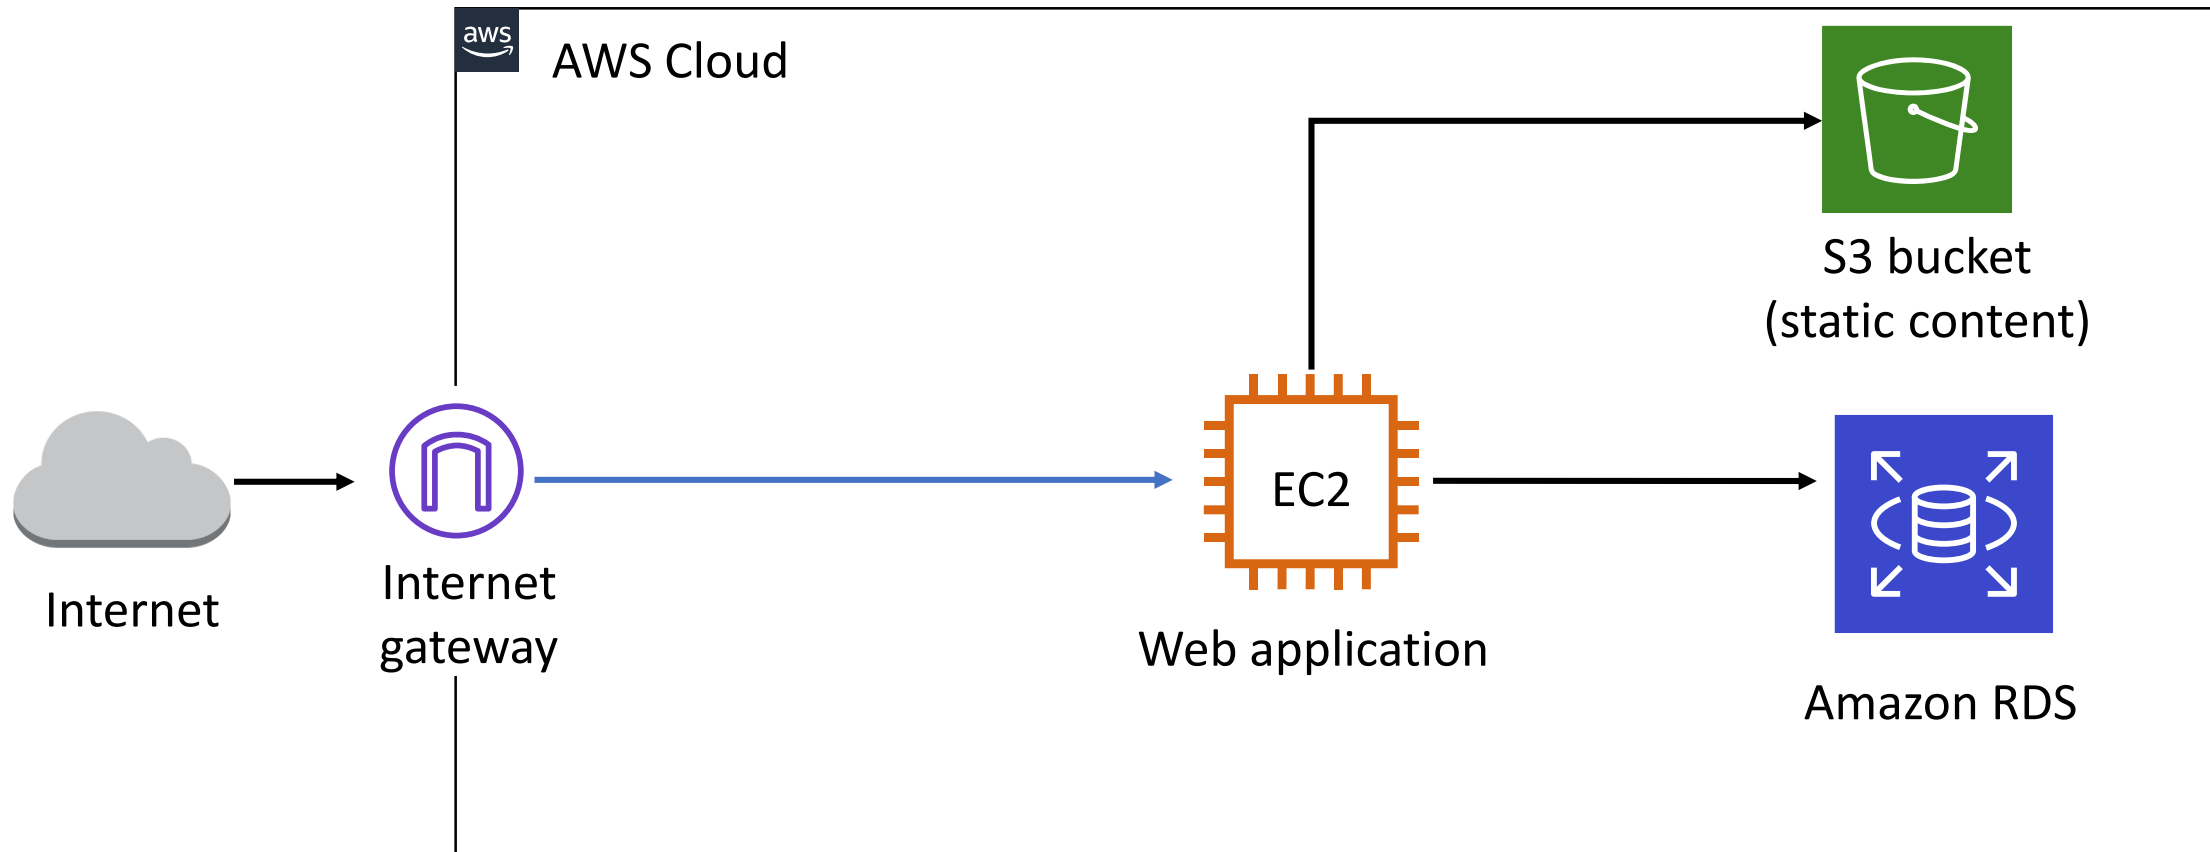 aws
AWS Cloud
S3 bucket
(static content)
EC2
Internet
Internet
gateway
Web application
Amazon RDS